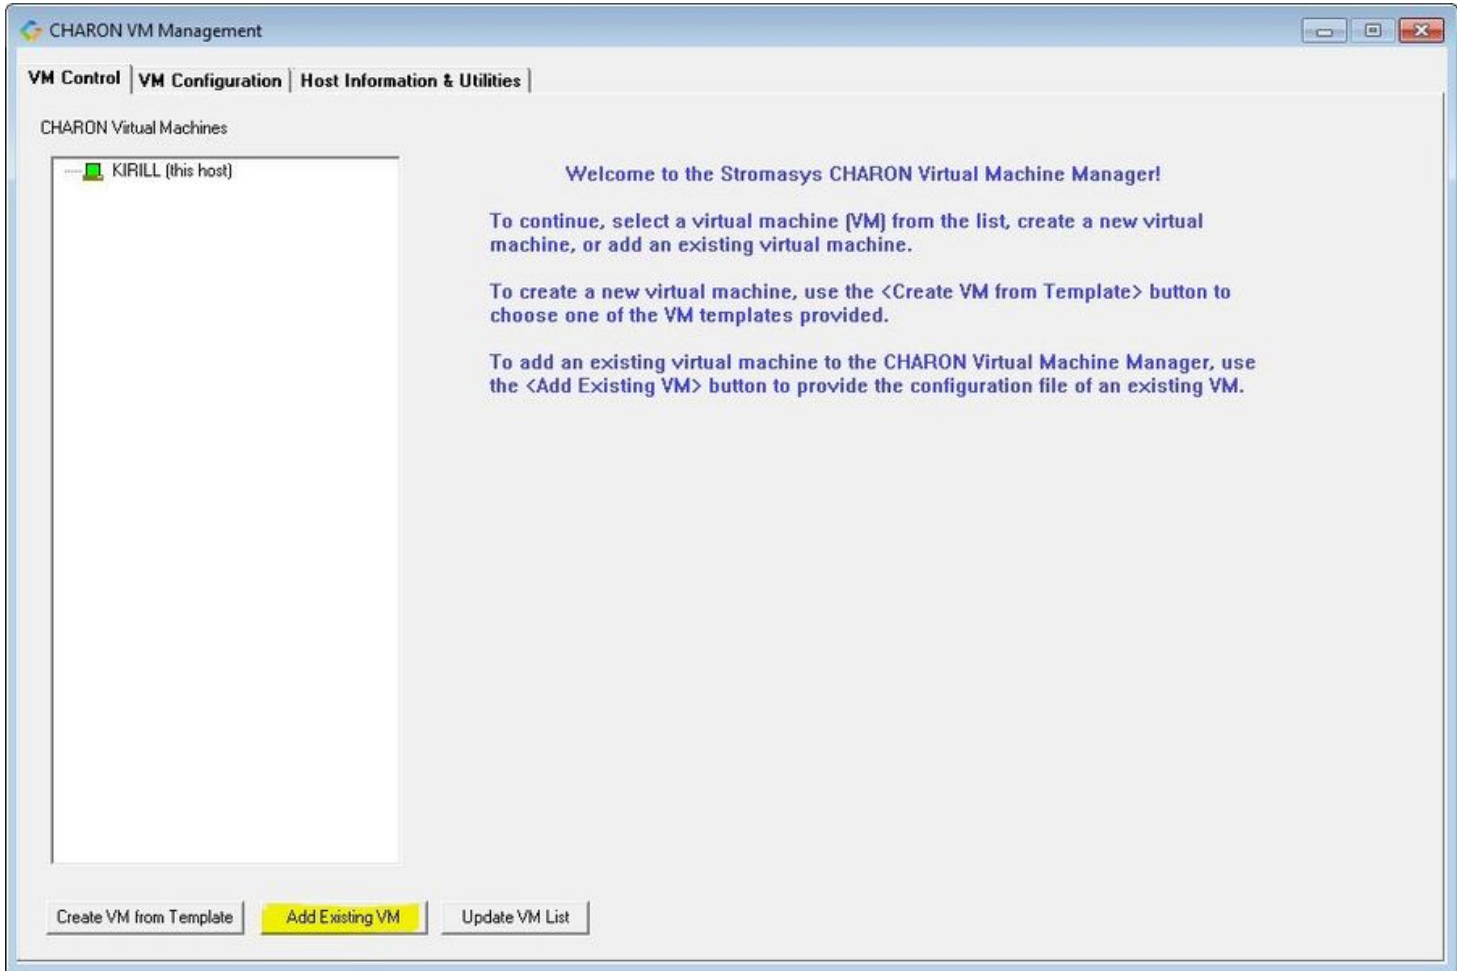 CHARON VM Management
VM Control
VM Configuration
Host Information & Utilities
CHARON Virtual Machines
KIRILL (this host)
Welcome to the Stromasys CHARON Virtual Machine Manager!
To continue, select a virtual machine (VM) from the list, create a new virtual
machine, or add an existing virtual machine.
To create a new virtual machine, use the <Create VM from Template> button to
choose one of the VM templates provided.
To add an existing virtual machine to the CHARON Virtual Machine Manager, use
the <Add Existing VM> button to provide the configuration file of an existing VM.
Create VM from Template
Add Existing VM
Update VM List